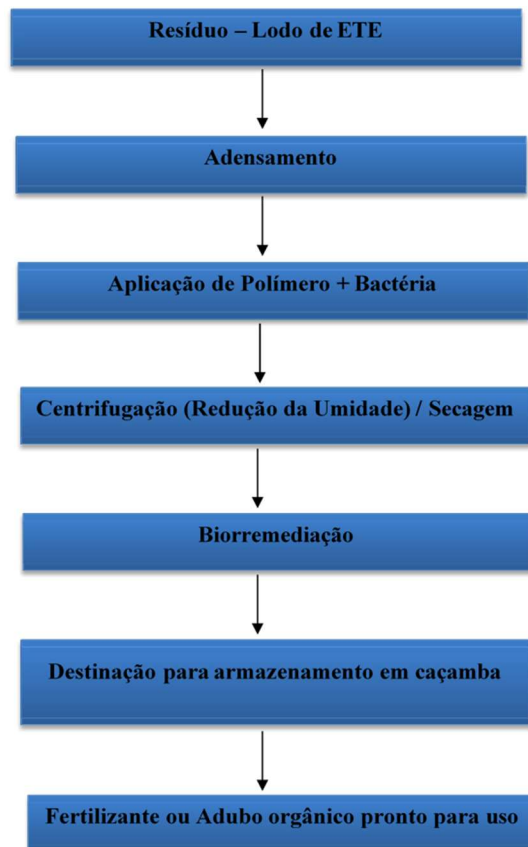 Resíduo – Lodo de ETE
Adensamento
Aplicação de Polímero + Bactéria
Centrifugação (Redução da Umidade) / Secagem
Biorremediação
Destinação para armazenamento em caçamba
Fertilizante ou Adubo orgânico pronto para uso